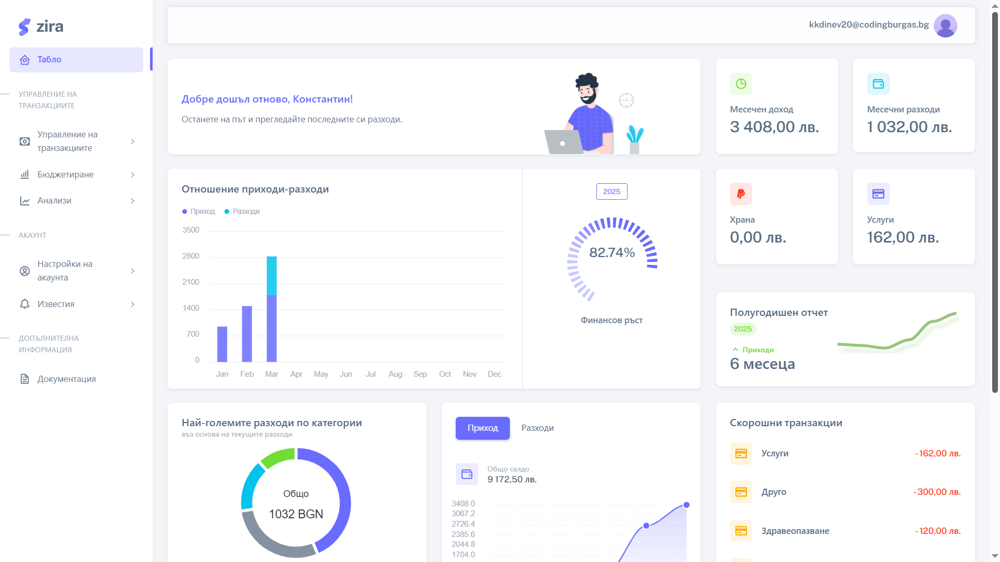 zira
Табло
УПРАВЛЕНИЕ НА
ТРАНЗАКЦИИТЕ
Управление на
транзакциите
Бюджетиране
Анализи
АКАУНТ
Настройки на
акаунта
Известия
ДОПЪЛНИТЕЛНА
ИНФОРМАЦИЯ
Документация
kkdinev20@codingburgas.bg
Добре дошъл отново, Константин!
Останете на път и прегледайте последните си разходи.
Месечен доход
3 408,00 лв.
Месечни разходи
1 032,00 лв.
Отношение приходи-разходи
Приход Разходи
3500
2800
2100
1400
700
0
Jan Feb Mar Apr May Jun Jul Aug Sep Oct Nov Dec
2025
82.74%
Финансов ръст
Храна
0,00 лв.
Услуги
162,00 лв.
Полугодишен отчет
2025
Приходи
6 месеца
Най-големите разходи по категории
въз основа на текущите разходи
Общо
1032 BGN
Приход Разходи
Общо салдо
9 172,50 лв.
3408.0
3067.2
2726.4
2385.6
2044.8
1704.0
Скорошни транзакции
Услуги -162,00 лв.
Друго -300,00 лв.
Здравеопазване -120,00 лв.